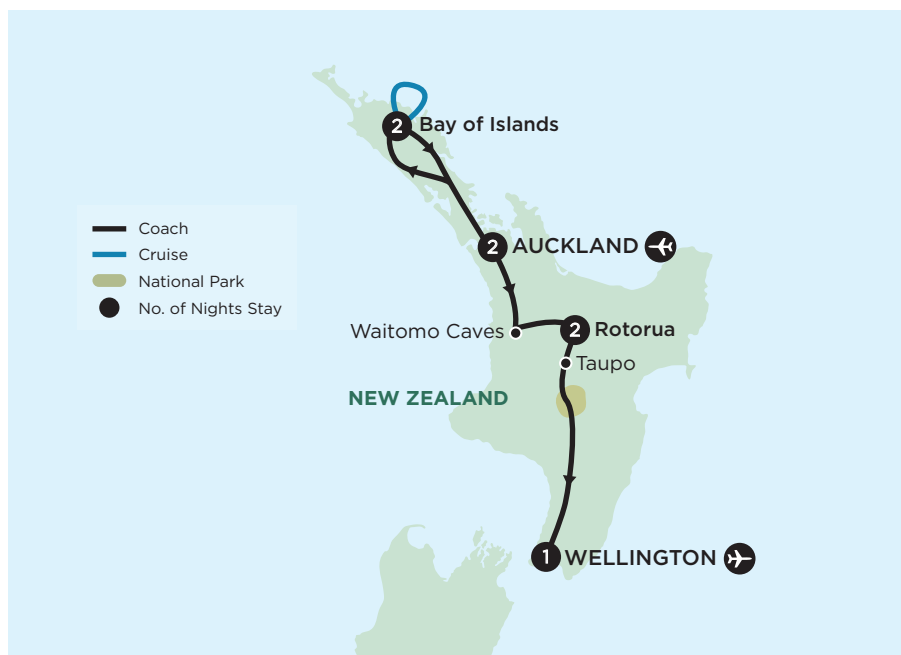 2 Bay of Islands
Coach
Cruise
National Park
No. of Nights Stay
2 AUCKLAND
Waitomo Caves
2 Rotorua
Taupo
NEW ZEALAND
1 WELLINGTON